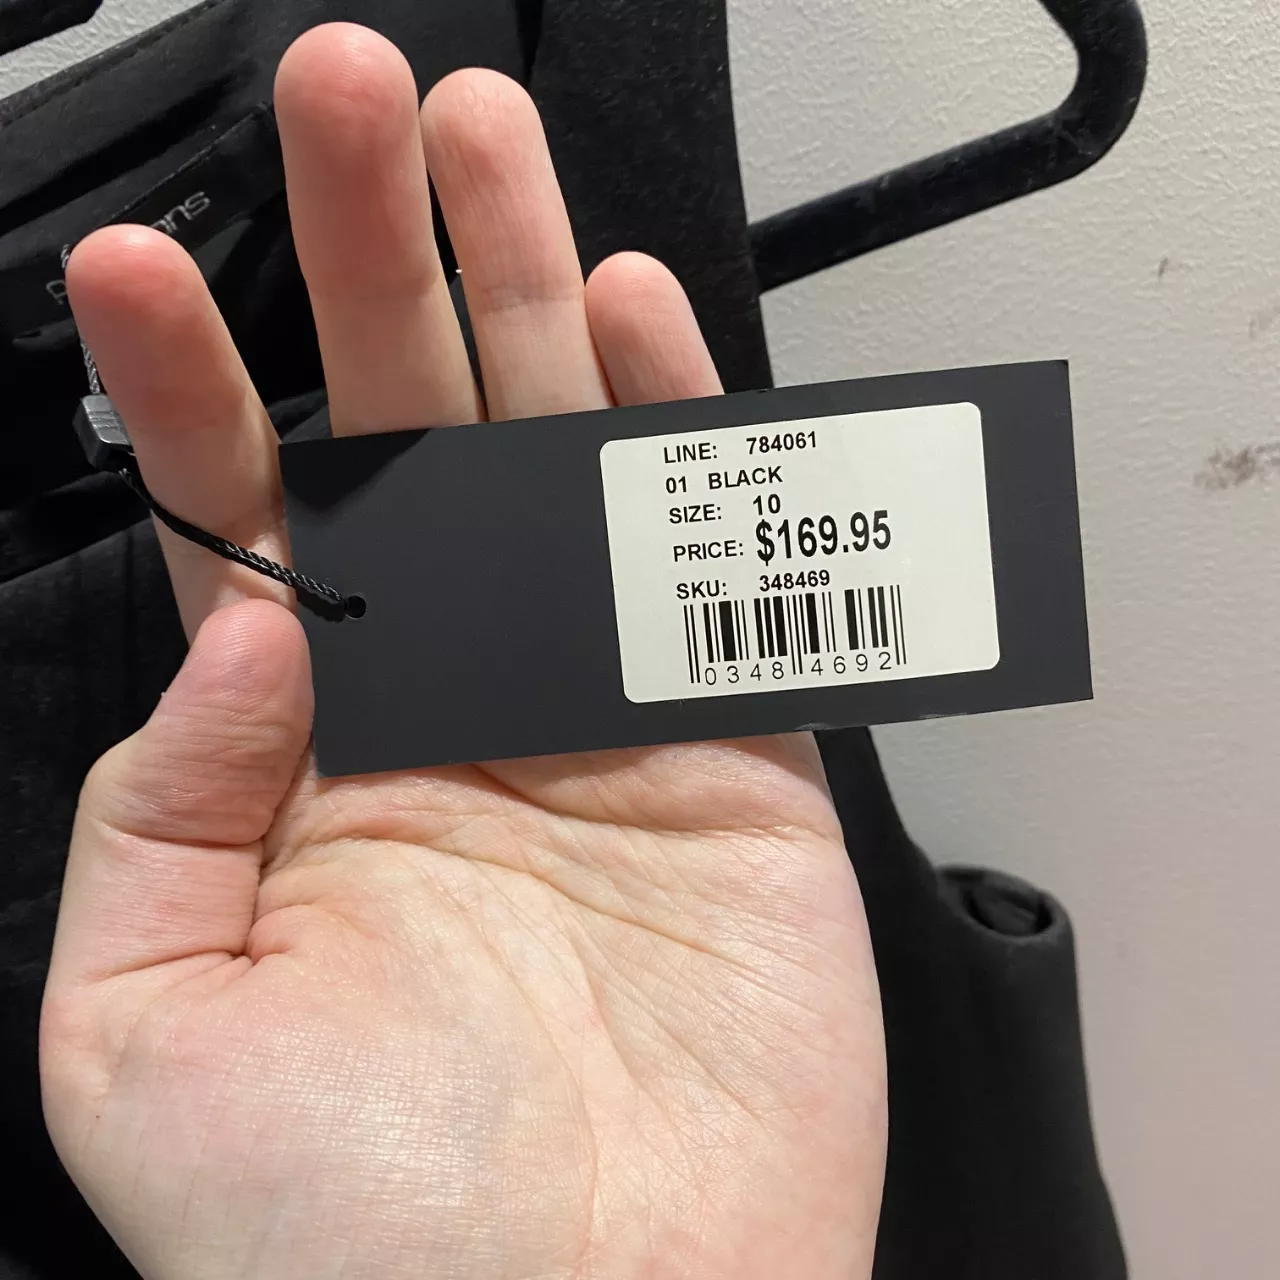 LINE: 784061
01 BLACK
SIZE: 10
PRICE: $169.95
SKU: 348469
0348 4692